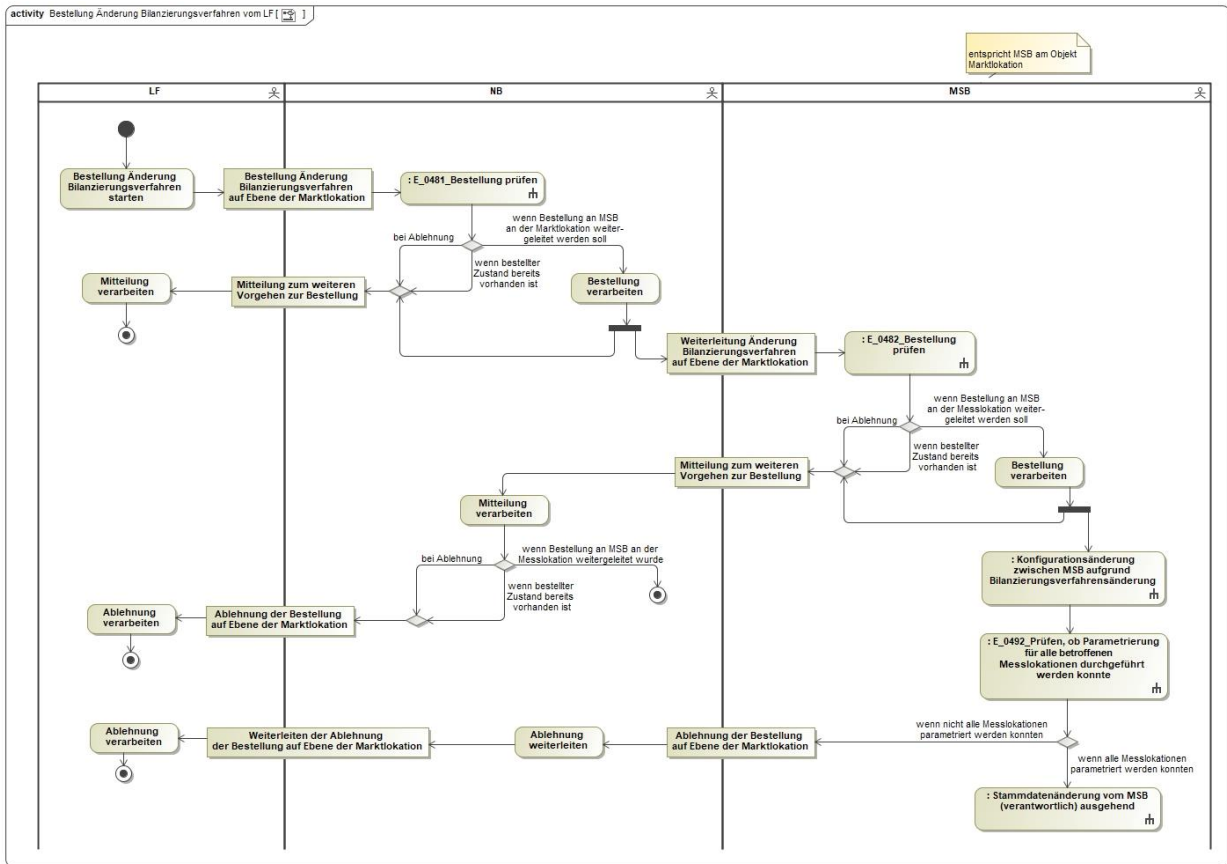 activity Bestellung Änderung Bilanzierungsverfahren vom LF [ ]
entspricht MSB am Objekt
Marktlokation
LF
NB
MSB
Bestellung Änderung
Bilanzierungsverfahren
starten
Bestellung Änderung
Bilanzierungsverfahren
auf Ebene der Marktlokation
: E_0481_Bestellung prüfen
wenn Bestellung an MSB
an der Marktlokation weiter-
geleitet werden soll
bei Ablehnung
wenn bestellter
Zustand bereits
vorhanden ist
Mitteilung
verarbeiten
Mitteilung zum weiteren
Vorgehen zur Bestellung
Bestellung
verarbeiten
Weiterleitung Änderung
Bilanzierungsverfahren
auf Ebene der Marktlokation
: E_0482_Bestellung
prüfen
wenn Bestellung an MSB
an der Messlokation weiter-
geleitet werden soll
bei Ablehnung
wenn bestellter
Zustand bereits
vorhanden ist
Mitteilung zum weiteren
Vorgehen zur Bestellung
Bestellung
verarbeiten
Mitteilung
verarbeiten
bei Ablehnung
wenn Bestellung an MSB an der
Messlokation weitergeleitet wurde
wenn bestellter
Zustand bereits
vorhanden ist
: Konfigurationsänderung
zwischen MSB aufgrund
Bilanzierungsverfahrensänderung
Ablehnung
verarbeiten
Ablehnung der Bestellung
auf Ebene der Marktlokation
: E_0492_Prüfen, ob Parametrierung
für alle betroffenen
Messlokationen durchgeführt
werden konnte
wenn nicht alle Messlokationen
parametriert werden konnten
Ablehnung
verarbeiten
Weiterleiten der Ablehnung
der Bestellung auf Ebene der Marktlokation
Ablehnung
weiterleiten
Ablehnung der Bestellung
auf Ebene der Marktlokation
wenn alle Messlokationen
parametriert werden konnten
: Stammdatenänderung vom MSB
(verantwortlich) ausgehend